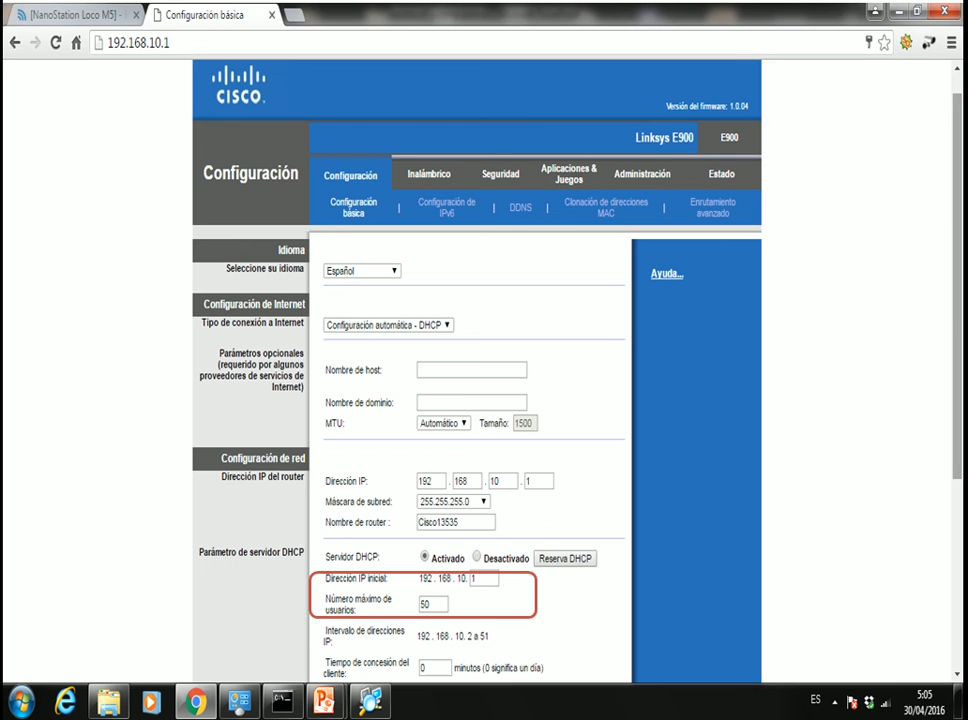 [NanoStation Loco M5] -
Configuración básica
192.168.10.1
CISCO.
Versión del firmware: 1.0.04
Linksys E900
E900
Configuración
Configuración
Inalámbrico
Seguridad
Aplicaciones &
Juegos
Administración
Estado
Configuración
básica
|
Configuración de
IPv6
|
DDNS
|
Clonación de direcciones
MAC
|
Enrutamiento
avanzado
Idioma
Seleccione su idioma
Español
Ayuda...
Configuración de Internet
Tipo de conexión a Internet
Configuración automática - DHCP
Parámetros opcionales
(requerido por algunos
proveedores de servicios de
Internet)
Nombre de host:
Nombre de dominio:
MTU:
Automático
Tamaño:
1500
Configuración de red
Dirección IP del router
Dirección IP:
192 . 168 . 10 . 1
Máscara de subred:
255.255.255.0
Nombre de router :
Cisco13535
Parámetro de servidor DHCP
Servidor DHCP:
Activado
Desactivado
Reserva DHCP
Dirección IP inicial:
192 . 168 . 10. 1
Número máximo de
usuarios:
50
Intervalo de direcciones
IP:
192 . 168 . 10. 2 a 51
Tiempo de concesión del
cliente:
0
minutos (0 significa un día)
ES
5:05
30/04/2016